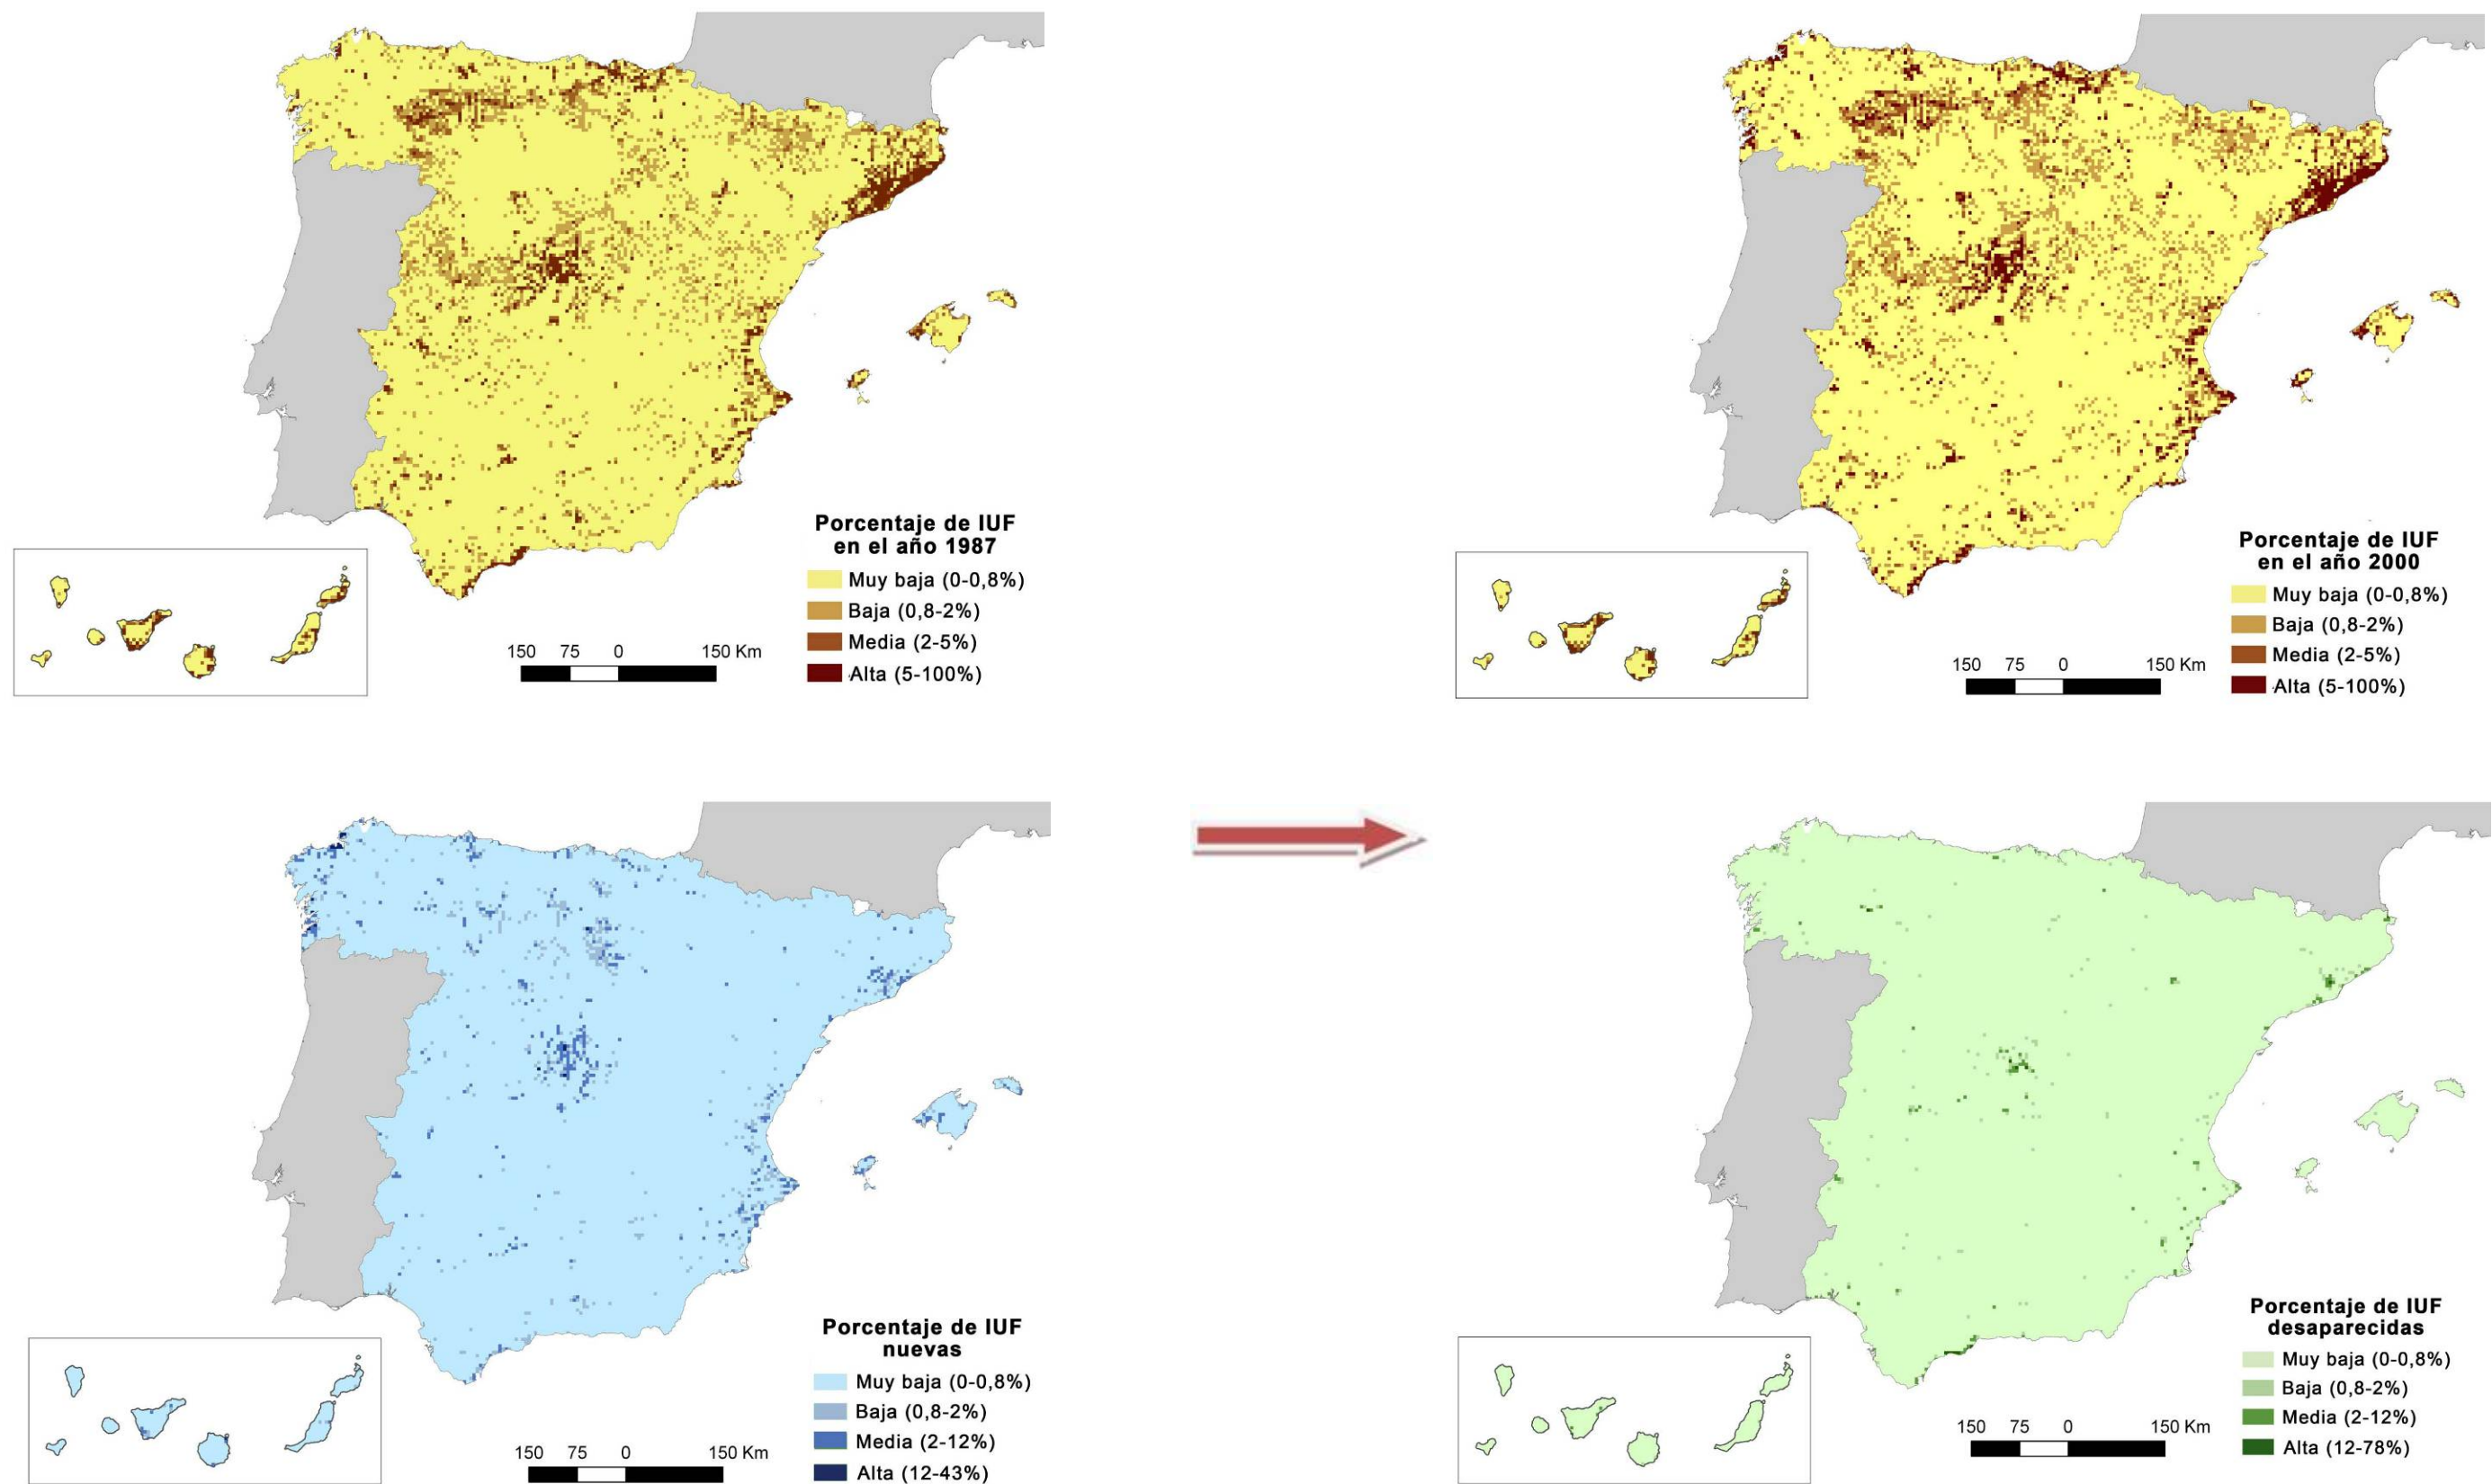 Porcentaje de IUF
en el año 1987
Muy baja (0-0,8%)
Baja (0,8-2%)
Media (2-5%)
Alta (5-100%)
150 75 0 150 Km
Porcentaje de IUF
en el año 2000
Muy baja (0-0,8%)
Baja (0,8-2%)
Media (2-5%)
Alta (5-100%)
150 75 0 150 Km
Porcentaje de IUF
nuevas
Muy baja (0-0,8%)
Baja (0,8-2%)
Media (2-12%)
Alta (12-43%)
150 75 0 150 Km
Porcentaje de IUF
desaparecidas
Muy baja (0-0,8%)
Baja (0,8-2%)
Media (2-12%)
Alta (12-78%)
150 75 0 150 Km